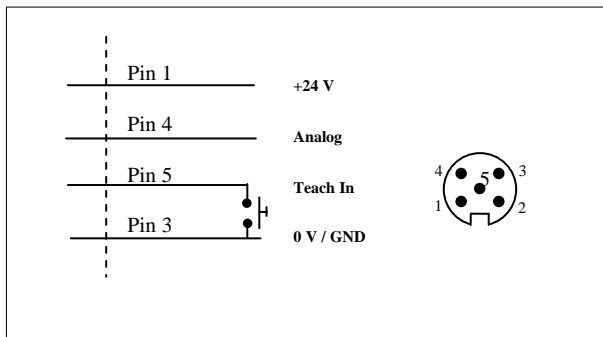 Pin 1
+24 V
Pin 4
Analog
Pin 5
Teach In
Pin 3
0 V / GND
4
5
3
1
2